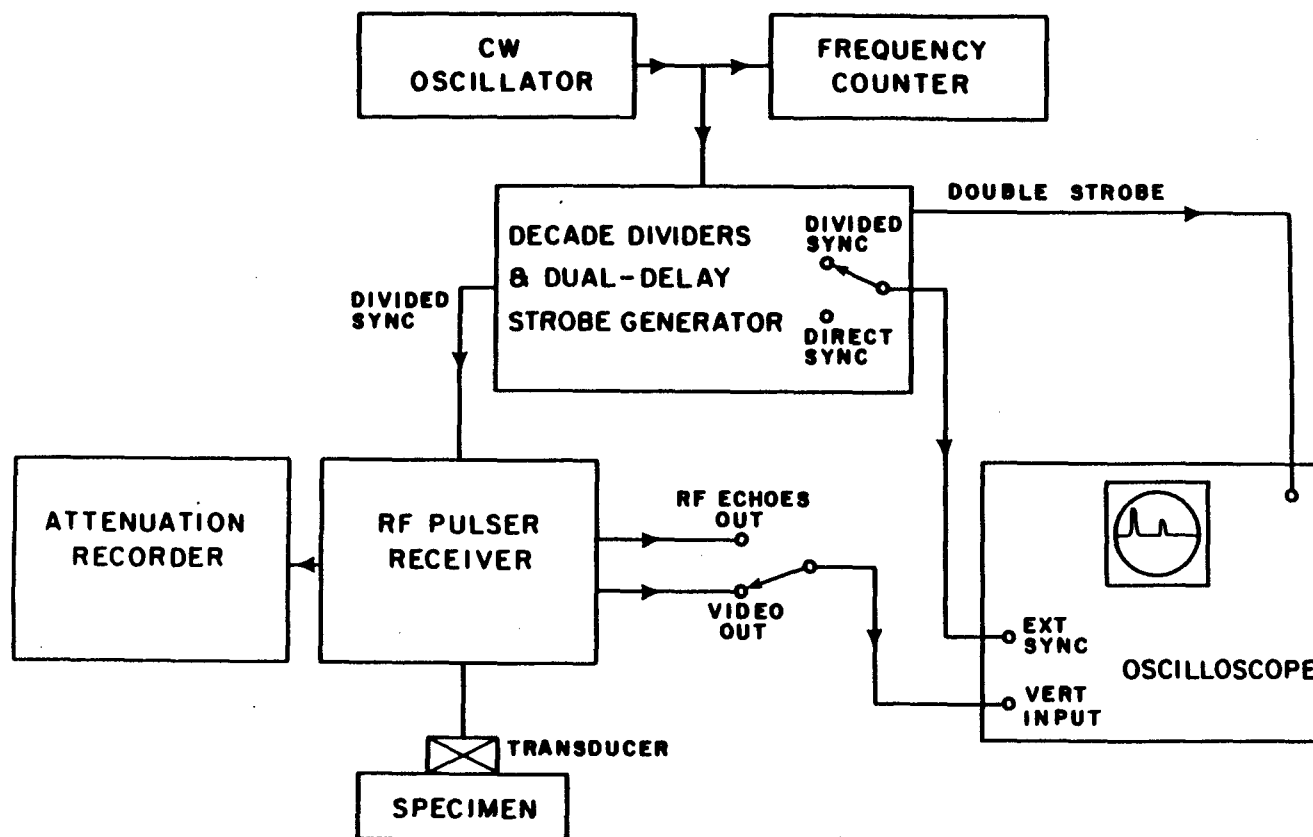 CW
OSCILLATOR
FREQUENCY
COUNTER
DOUBLE STROBE
DECADE DIVIDERS
& DUAL-DELAY
STROBE GENERATOR
DIVIDED
SYNC
DIRECT
SYNC
DIVIDED
SYNC
ATTENUATION
RECORDER
RF PULSER
RECEIVER
RF ECHOES
OUT
VIDEO
OUT
EXT
SYNC
OSCILLOSCOPE
VERT
INPUT
TRANSDUCER
SPECIMEN